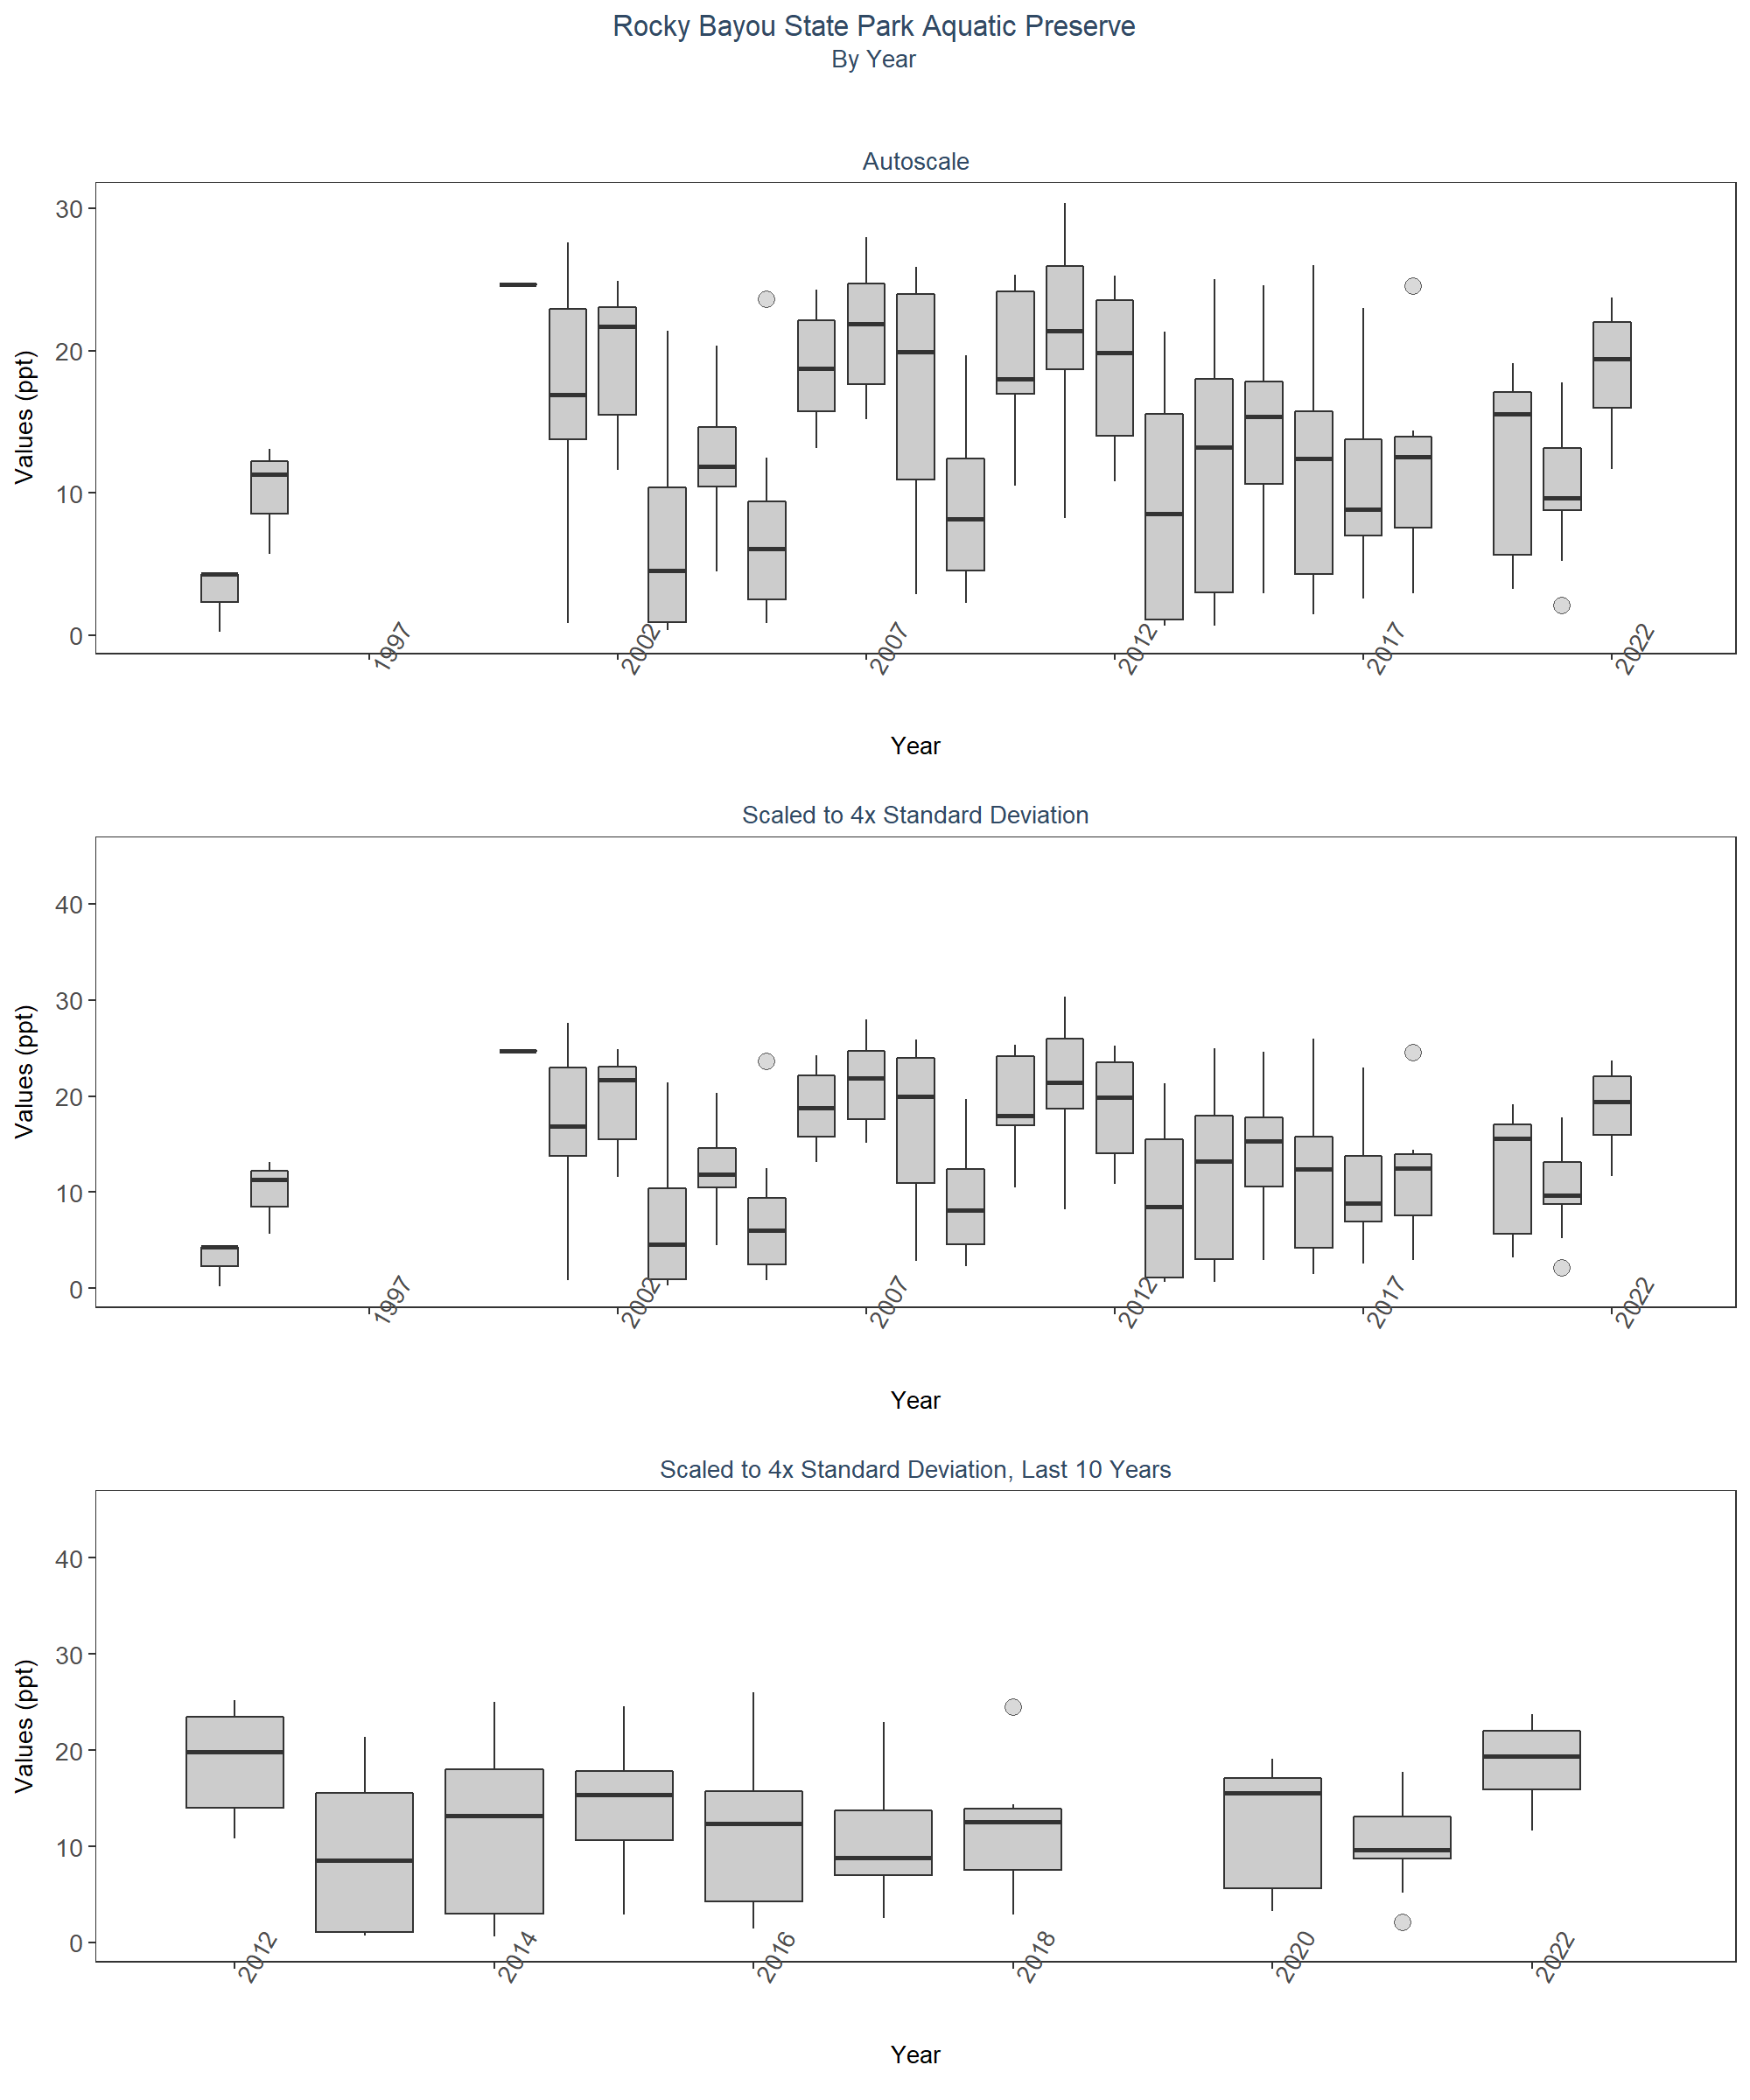 Rocky Bayou State Park Aquatic Preserve
By Year
Autoscale
Values (ppt)
30
20
10
0
1997
2002
2007
2012
2017
2022
Year
Scaled to 4x Standard Deviation
Values (ppt)
40
30
20
10
0
1997
2002
2007
2012
2017
2022
Year
Scaled to 4x Standard Deviation, Last 10 Years
Values (ppt)
40
30
20
10
0
2012
2014
2016
2018
2020
2022
Year